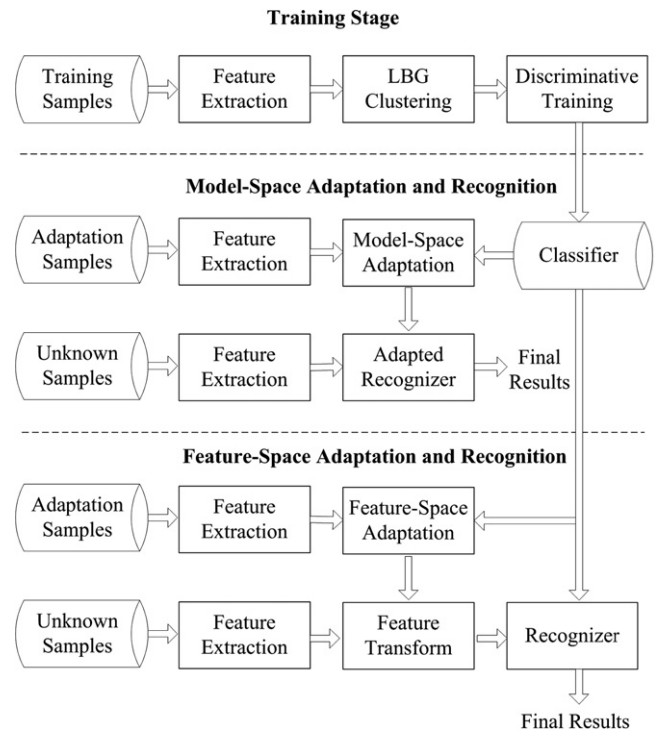 Training Stage
Training
Samples
Feature
Extraction
LBG
Clustering
Discriminative
Training
Model-Space Adaptation and Recognition
Adaptation
Samples
Feature
Extraction
Model-Space
Adaptation
Classifier
Unknown
Samples
Feature
Extraction
Adapted
Recognizer
Final
Results
Feature-Space Adaptation and Recognition
Adaptation
Samples
Feature
Extraction
Feature-Space
Adaptation
Unknown
Samples
Feature
Extraction
Feature
Transform
Recognizer
Final Results